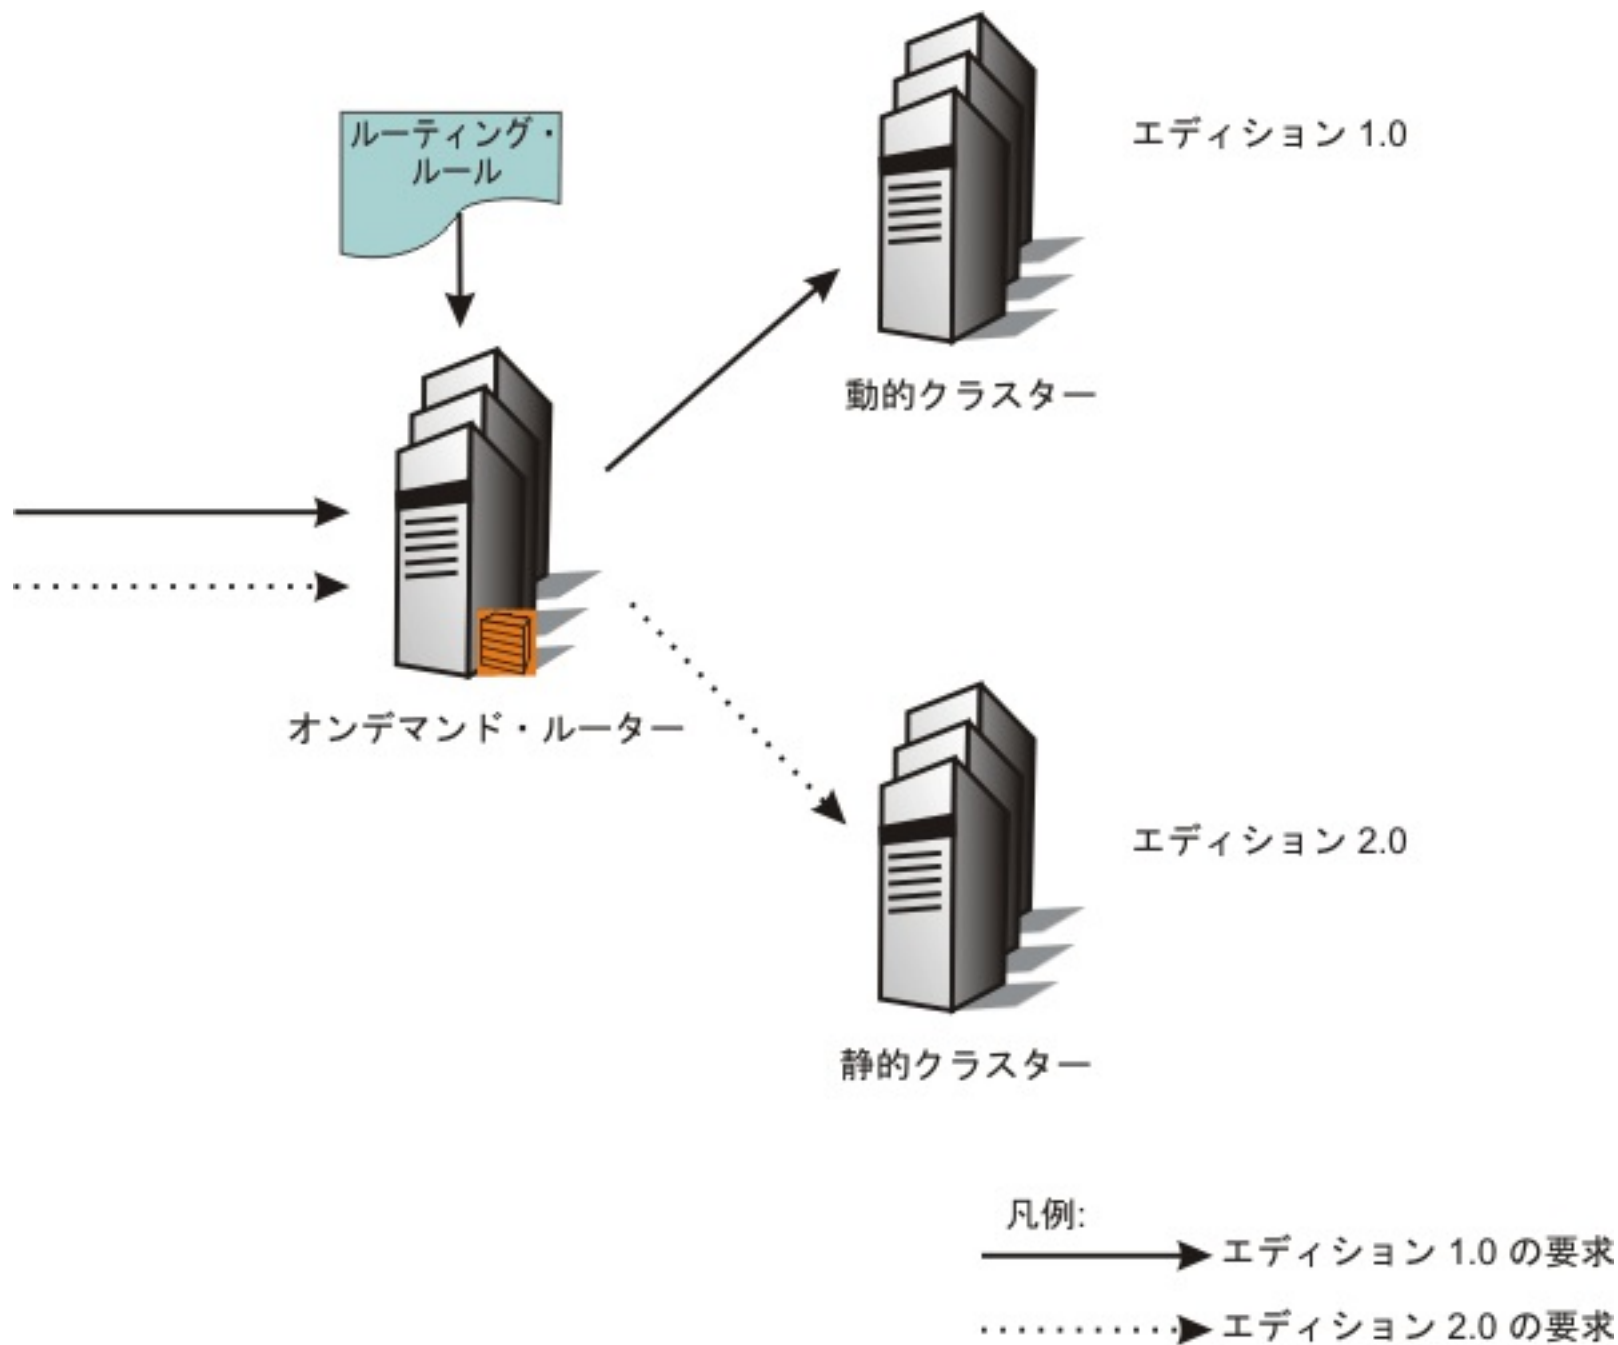 ルーティング・
ルール
エディション 1.0
動的クラスター
オンデマンド・ルーター
エディション 2.0
静的クラスター
凡例:
エディション 1.0 の要求
エディション 2.0 の要求